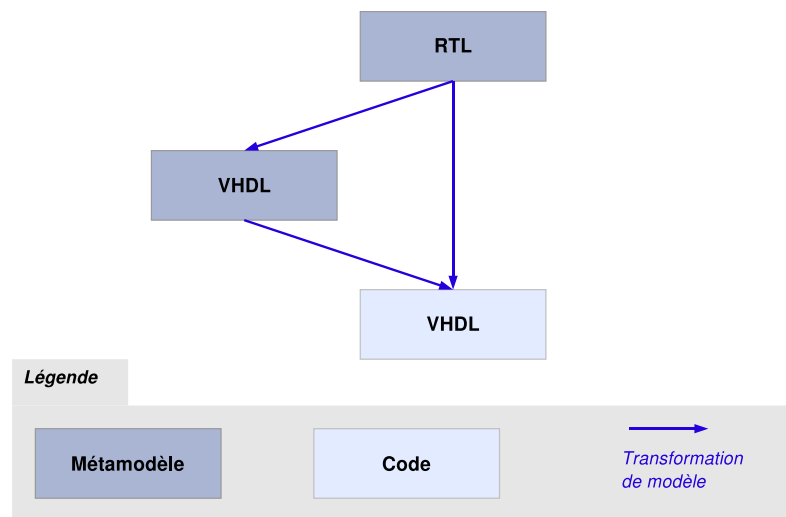 RTL
VHDL
VHDL
Légende
Métamodèle
Code
Transformation
de modèle